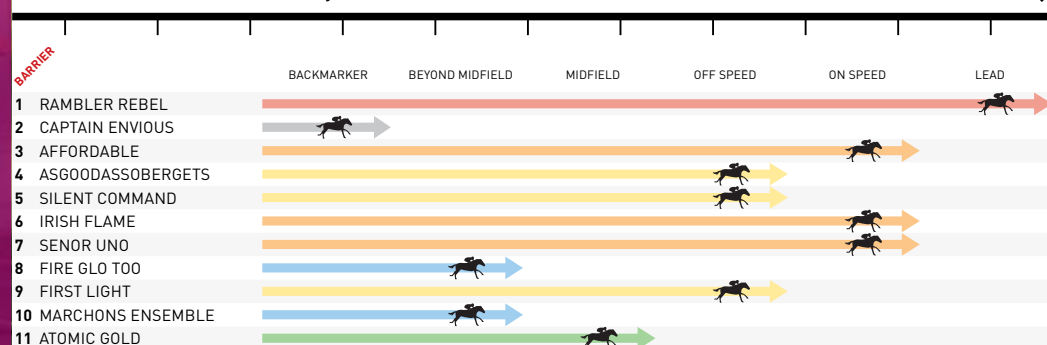 BARRIER
BACKMARKER BEYOND MIDFIELD MIDFIELD OFF SPEED ON SPEED LEAD
1 RAMBLER REBEL
2 CAPTAIN ENVIOUS
3 AFFORDABLE
4 ASGOODASSOBERGETS
5 SILENT COMMAND
6 IRISH FLAME
7 SENOR UNO
8 FIRE GLO TOO
9 FIRST LIGHT
10 MARCHONS ENSEMBLE
11 ATOMIC GOLD